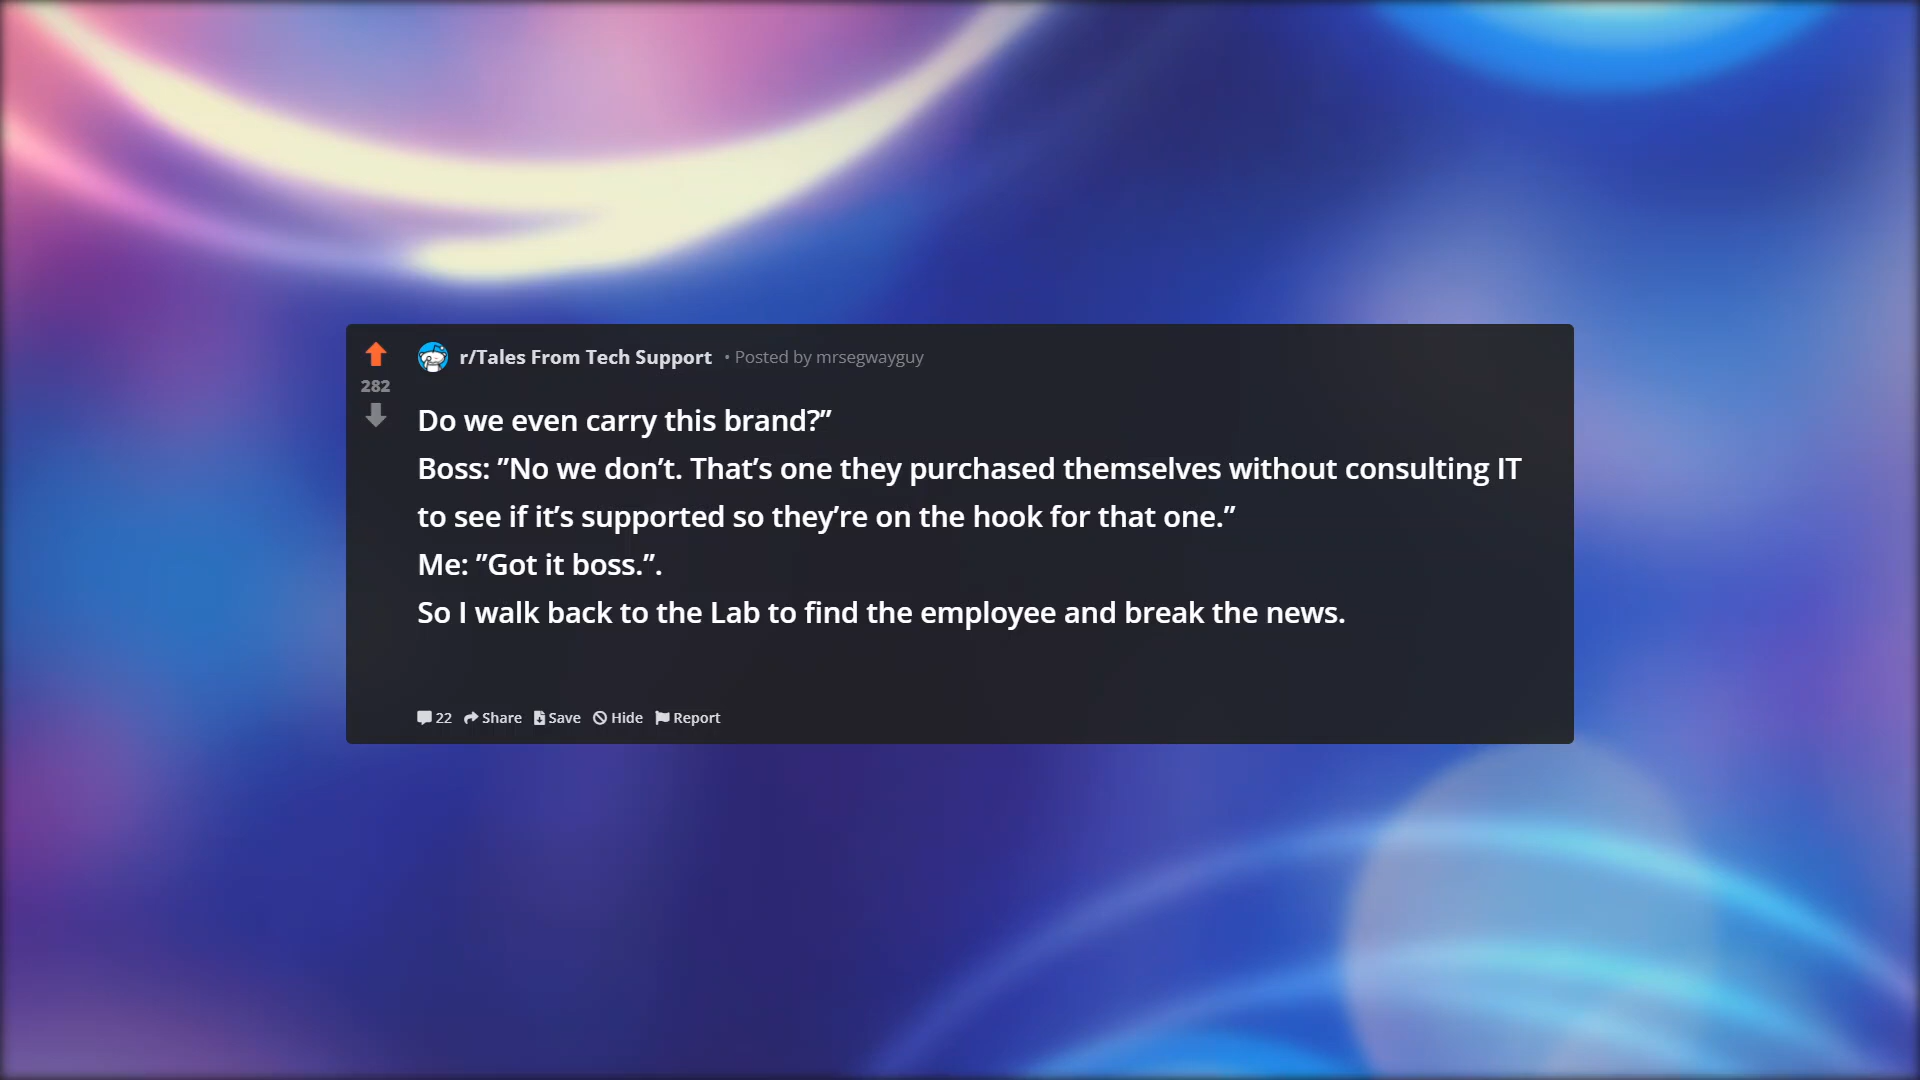 r/Tales From Tech Support • Posted by mrsegwayguy
282
Do we even carry this brand?”
Boss: ”No we don’t. That’s one they purchased themselves without consulting IT
to see if it’s supported so they’re on the hook for that one.”
Me: ”Got it boss.”.
So I walk back to the Lab to find the employee and break the news.
22 Share Save Hide Report